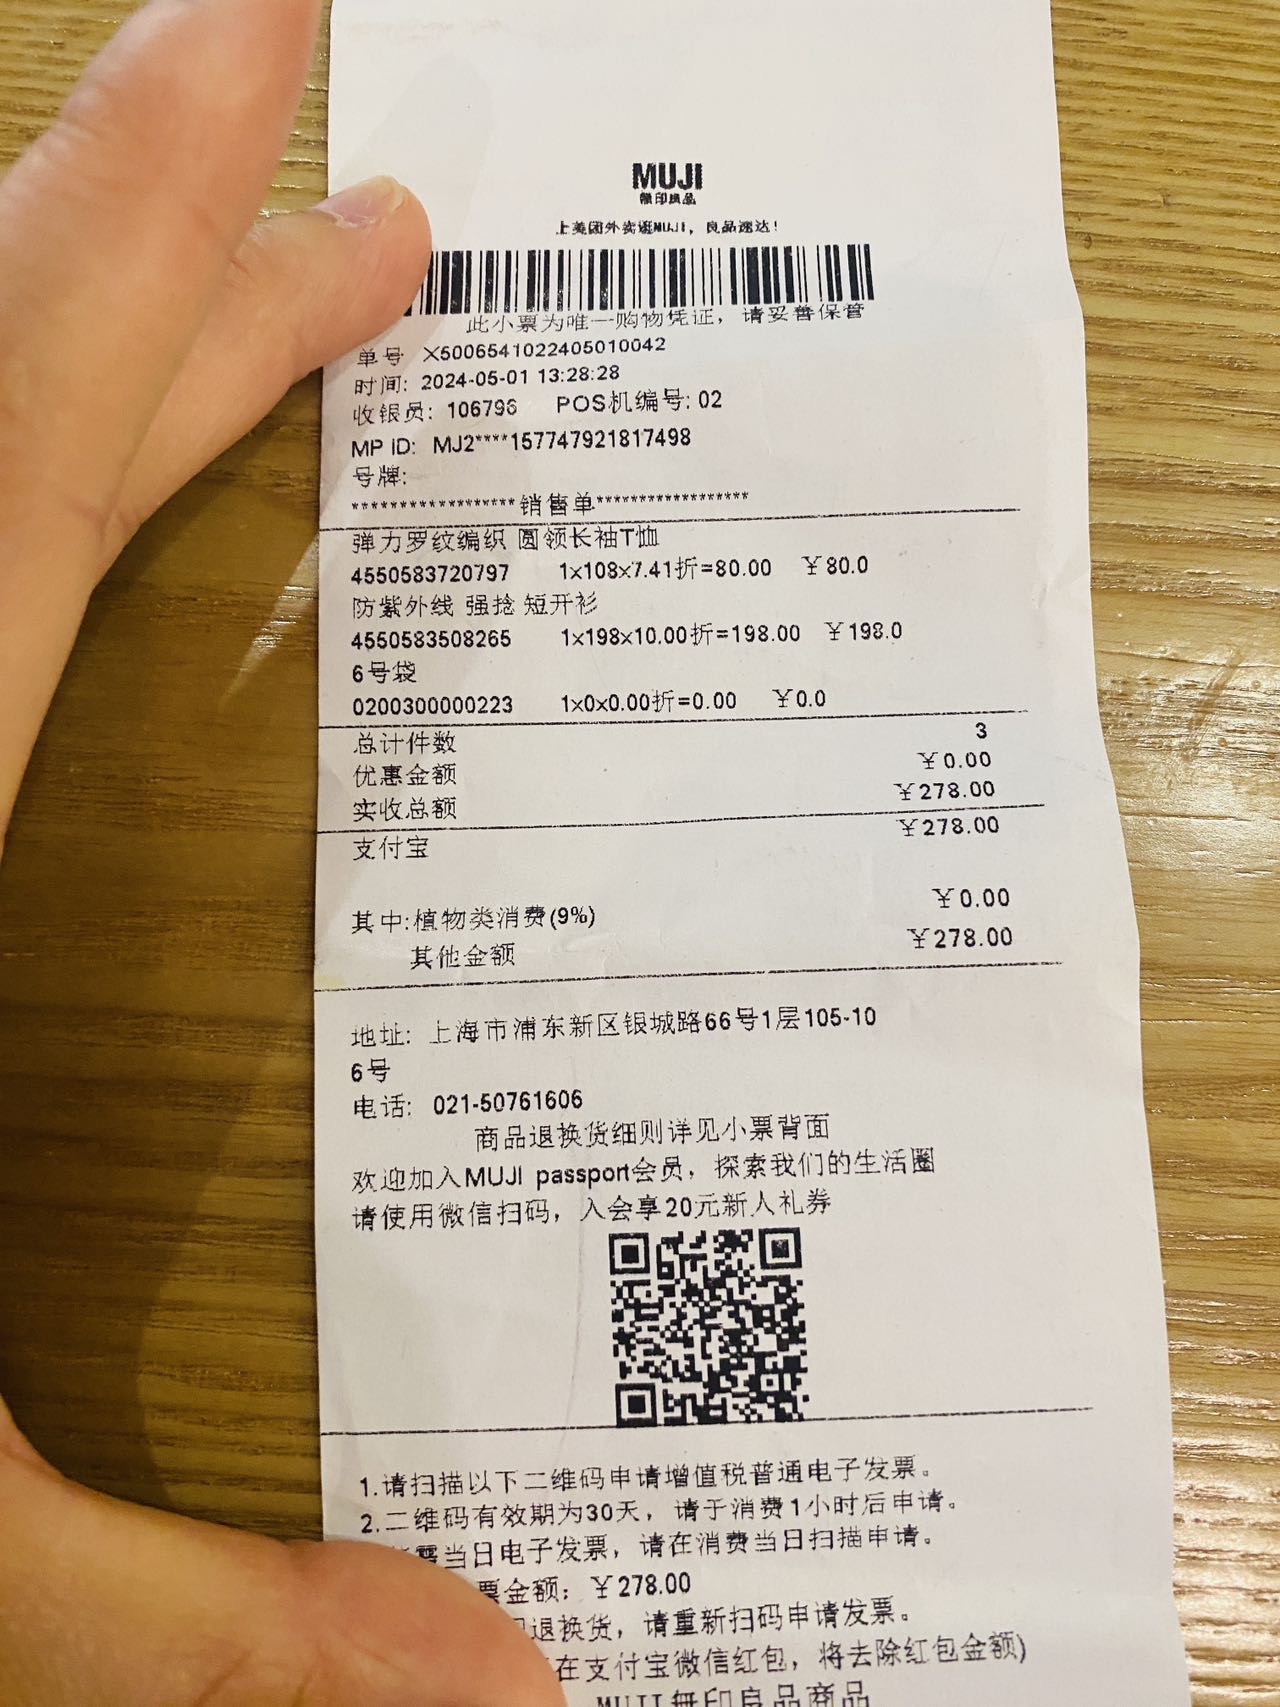 MUJI
無印良品
上美团外卖逛MUJI，良品速达！
此小票为唯一购物凭证，请妥善保管
单号 X5006541022405010042
时间: 2024-05-01 13:28:28
收银员: 106796 POS机编号: 02
MP ID: MJ2****157747921817498
号牌:
******************销售单******************
弹力罗纹编织 圆领长袖T恤
4550583720797 1x108x7.41折=80.00 ￥80.0
防紫外线 强捻 短开衫
4550583508265 1x198x10.00折=198.00 ￥198.0
6号袋
0200300000223 1x0x0.00折=0.00 ￥0.0
总计件数 3
优惠金额 ￥0.00
实收总额 ￥278.00
支付宝 ￥278.00
其中:植物类消费(9%) ￥0.00
其他金额 ￥278.00
地址: 上海市浦东新区银城路66号1层105-10
6号
电话: 021-50761606
商品退换货细则详见小票背面
欢迎加入MUJI passport会员，探索我们的生活圈
请使用微信扫码，入会享20元新人礼券
1.请扫描以下二维码申请增值税普通电子发票。
2.二维码有效期为30天，请于消费1小时后申请。
需当日电子发票，请在消费当日扫描申请。
票金额: ￥278.00
退换货，请重新扫码申请发票。
在支付宝微信红包，将去除红包金额)
MUJI無印良品商品